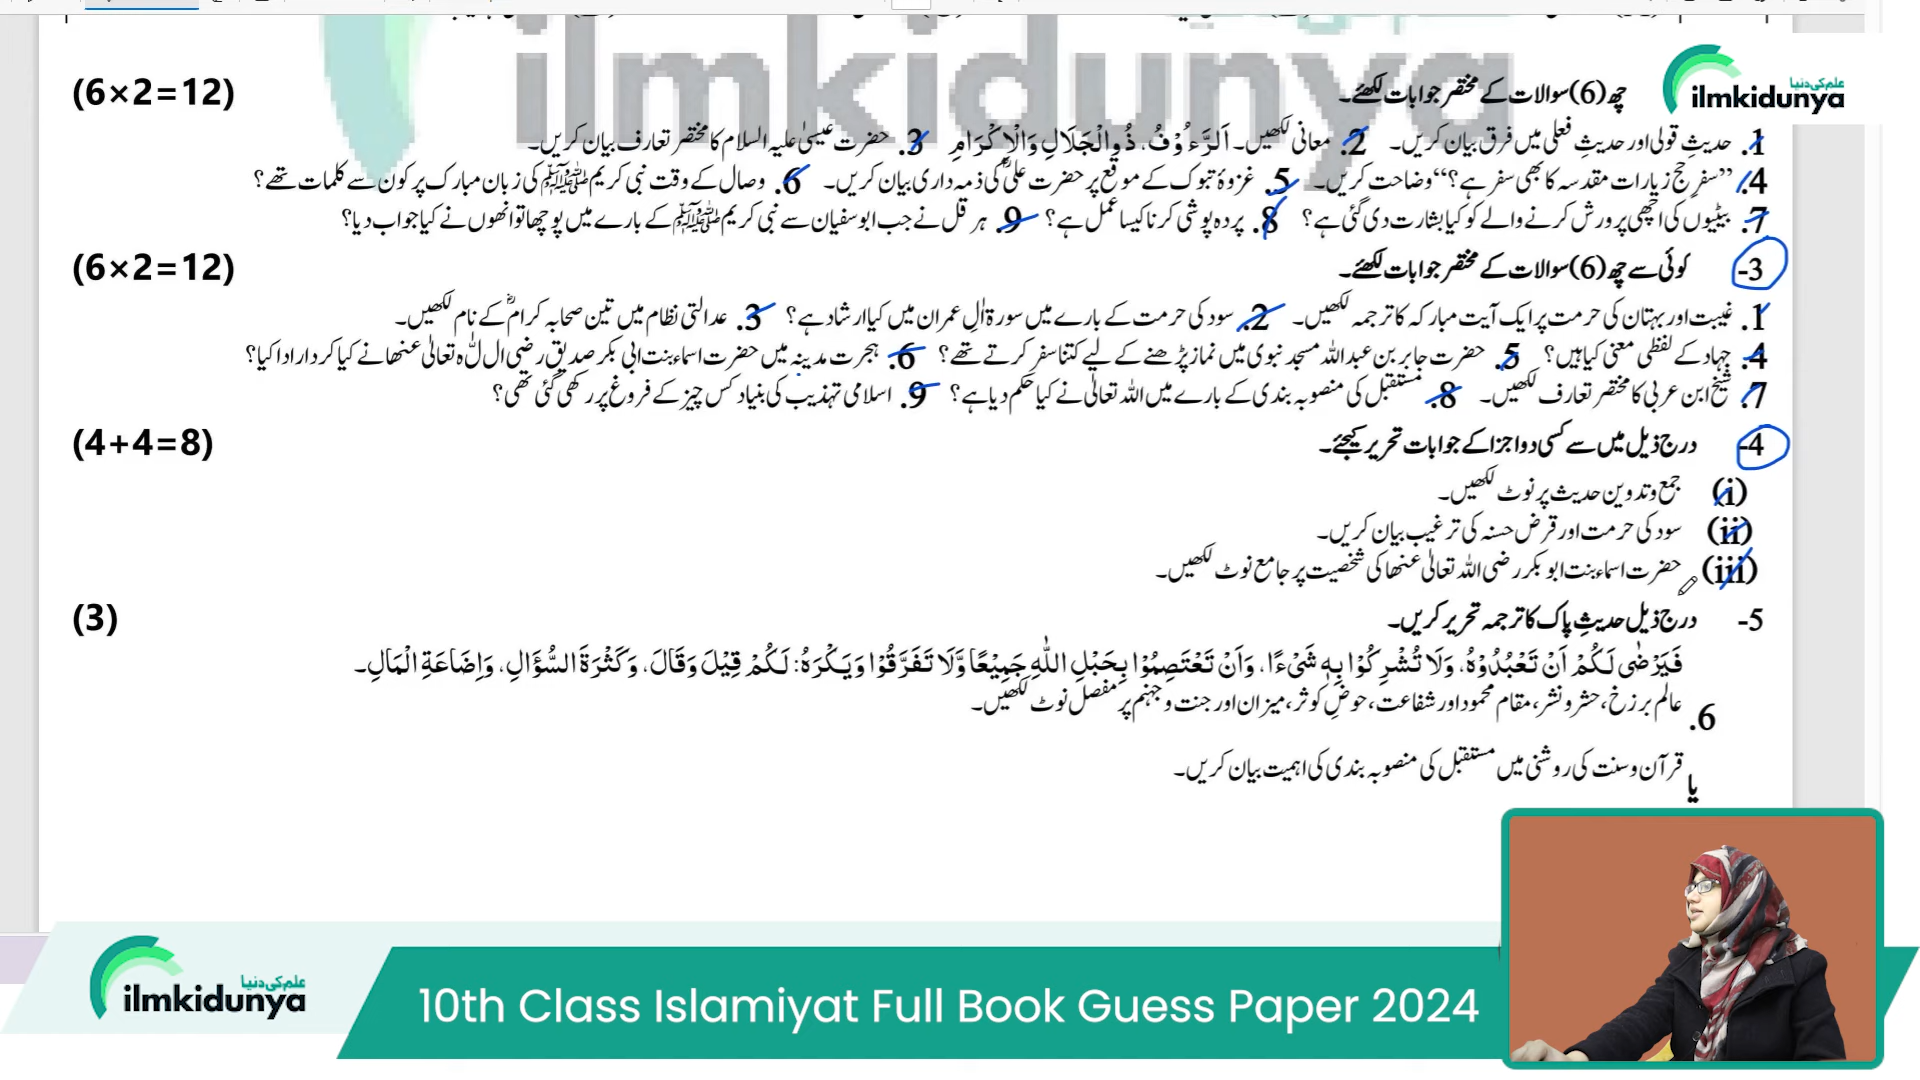 ilmkidunya
علم کی دنیا
ilmkidunya
چھ (6) سوالات کے مختصر جوابات لکھئے۔ (6×2=12)
1. حدیثِ قولی اور حدیثِ فعلی میں فرق بیان کریں۔ 2. معانی لکھیں۔ اَلرَّءُوْفُ، ذُوالْجَلَالِ وَالْاِكْرَامِ 3. حضرت عیسیٰ علیہ السلام کا مختصر تعارف بیان کریں۔
4. ”سفرِ حج زیارات مقدسہ کا بھی سفر ہے؟“ وضاحت کریں۔ 5. غزوۂ تبوک کے موقع پر حضرت علیؓ کی ذمہ داری بیان کریں۔ 6. وصال کے وقت نبی کریم ﷺ کی زبان مبارک پر کون سے کلمات تھے؟
7. بیٹیوں کی اچھی پرورش کرنے والے کو کیا بشارت دی گئی ہے؟ 8. پردہ پوشی کرنا کیسا عمل ہے؟ 9. ہر قل نے جب ابوسفیان سے نبی کریم ﷺ کے بارے میں پوچھا تو انھوں نے کیا جواب دیا؟
3- کوئی سے چھ (6) سوالات کے مختصر جوابات لکھئے۔ (6×2=12)
1. غیبت اور بہتان کی حرمت پر ایک آیت مبارکہ کا ترجمہ لکھیں۔ 2. سود کی حرمت کے بارے میں سورۃ اٰلِ عمران میں کیا ارشاد ہے؟ 3. عدالتی نظام میں تین صحابہ کرامؓ کے نام لکھیں۔
4. جہاد کے لفظی معنی کیا ہیں؟ 5. حضرت جابر بن عبداللہ مسجد نبوی میں نماز پڑھنے کے لیے کتنا سفر کرتے تھے؟ 6. ہجرت مدینہ میں حضرت اسماء بنت ابی بکر صدیق رضی ال لّٰہ تعالیٰ عنھا نے کیا کردار ادا کیا؟
7. شیخ ابن عربی کا مختصر تعارف لکھیں۔ 8. مستقبل کی منصوبہ بندی کے بارے میں اللہ تعالیٰ نے کیا حکم دیا ہے؟ 9. اسلامی تہذیب کی بنیاد کس چیز کے فروغ پر رکھی گئی تھی؟
4- درج ذیل میں سے کسی دو اجزا کے جوابات تحریر کیجئے۔ (4+4=8)
(i) جمع و تدوین حدیث پر نوٹ لکھیں۔
(ii) سود کی حرمت اور قرض حسنہ کی ترغیب بیان کریں۔
(iii) حضرت اسماء بنت ابو بکر رضی اللہ تعالیٰ عنھا کی شخصیت پر جامع نوٹ لکھیں۔
5- درج ذیل حدیثِ پاک کا ترجمہ تحریر کریں۔ (3)
فَيَرْضٰى لَكُمْ اَنْ تَعْبُدُوْهُ، وَلَا تُشْرِكُوْا بِهٖ شَىْءًا، وَاَنْ تَعْتَصِمُوْا بِحَبْلِ اللّٰهِ جَمِيْعًا وَّلَا تَفَرَّقُوْا وَيَكْرَهُ: لَكُمْ قِيْلَ وَقَالَ، وَكَثْرَةَ السُّؤَالِ، وَاِضَاعَةِ الْمَالِ۔
6. عالم برزخ، حشر و نشر، مقام محمود اور شفاعت، حوضِ کوثر، میزان اور جنت و جہنم پر مفصل نوٹ لکھیں۔
یا
قرآن و سنت کی روشنی میں مستقبل کی منصوبہ بندی کی اہمیت بیان کریں۔
علم کی دنیا
ilmkidunya
10th Class Islamiyat Full Book Guess Paper 2024